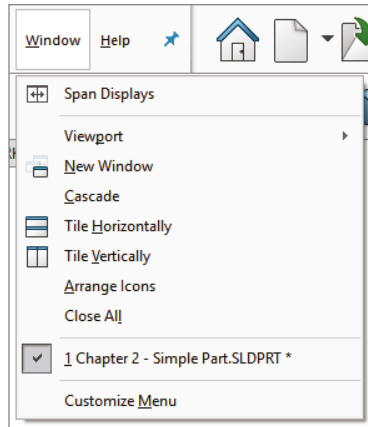 Window Help
Span Displays
Viewport
New Window
Cascade
Tile Horizontally
Tile Vertically
Arrange Icons
Close All
1 Chapter 2 - Simple Part.SLDPRT *
Customize Menu